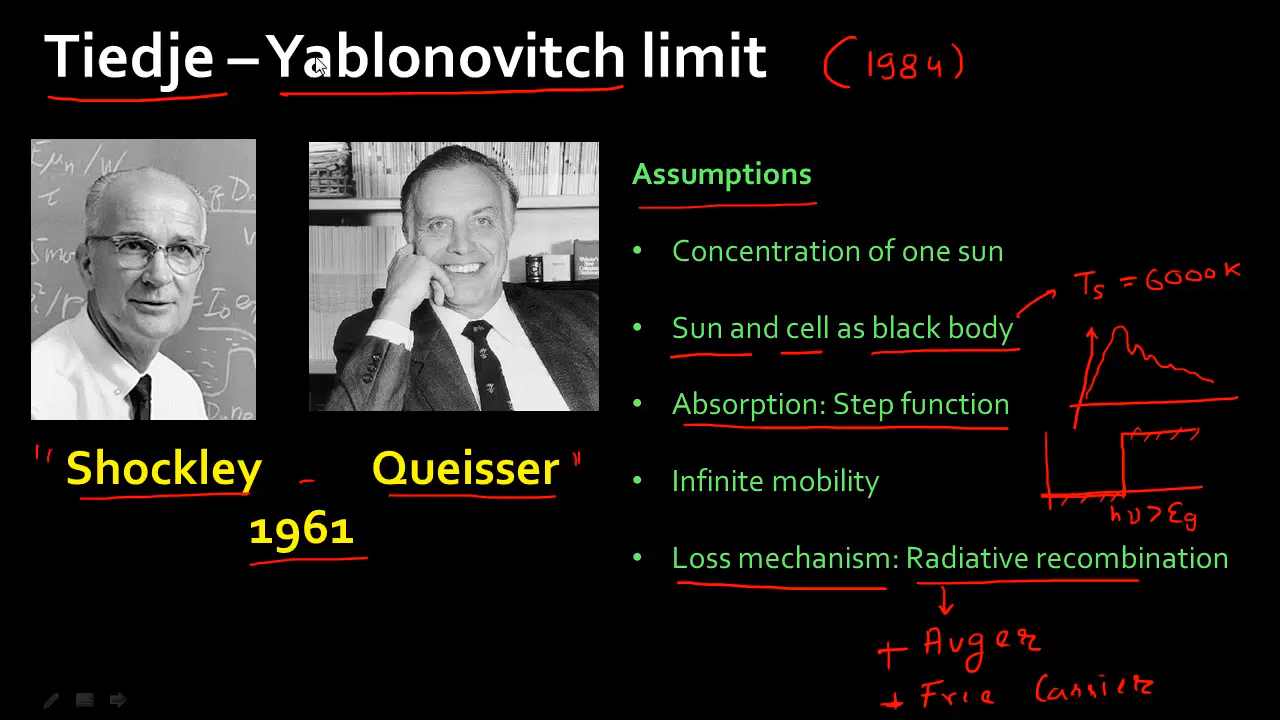 Tiedje – Yablonovitch limit (1984)
Assumptions
• Concentration of one sun
• Sun and cell as black body
Ts = 6000K
• Absorption: Step function
• Infinite mobility
hν > Eg
• Loss mechanism: Radiative recombination
+ Auger
+ Free Carrier
"Shockley - Queisser"
1961